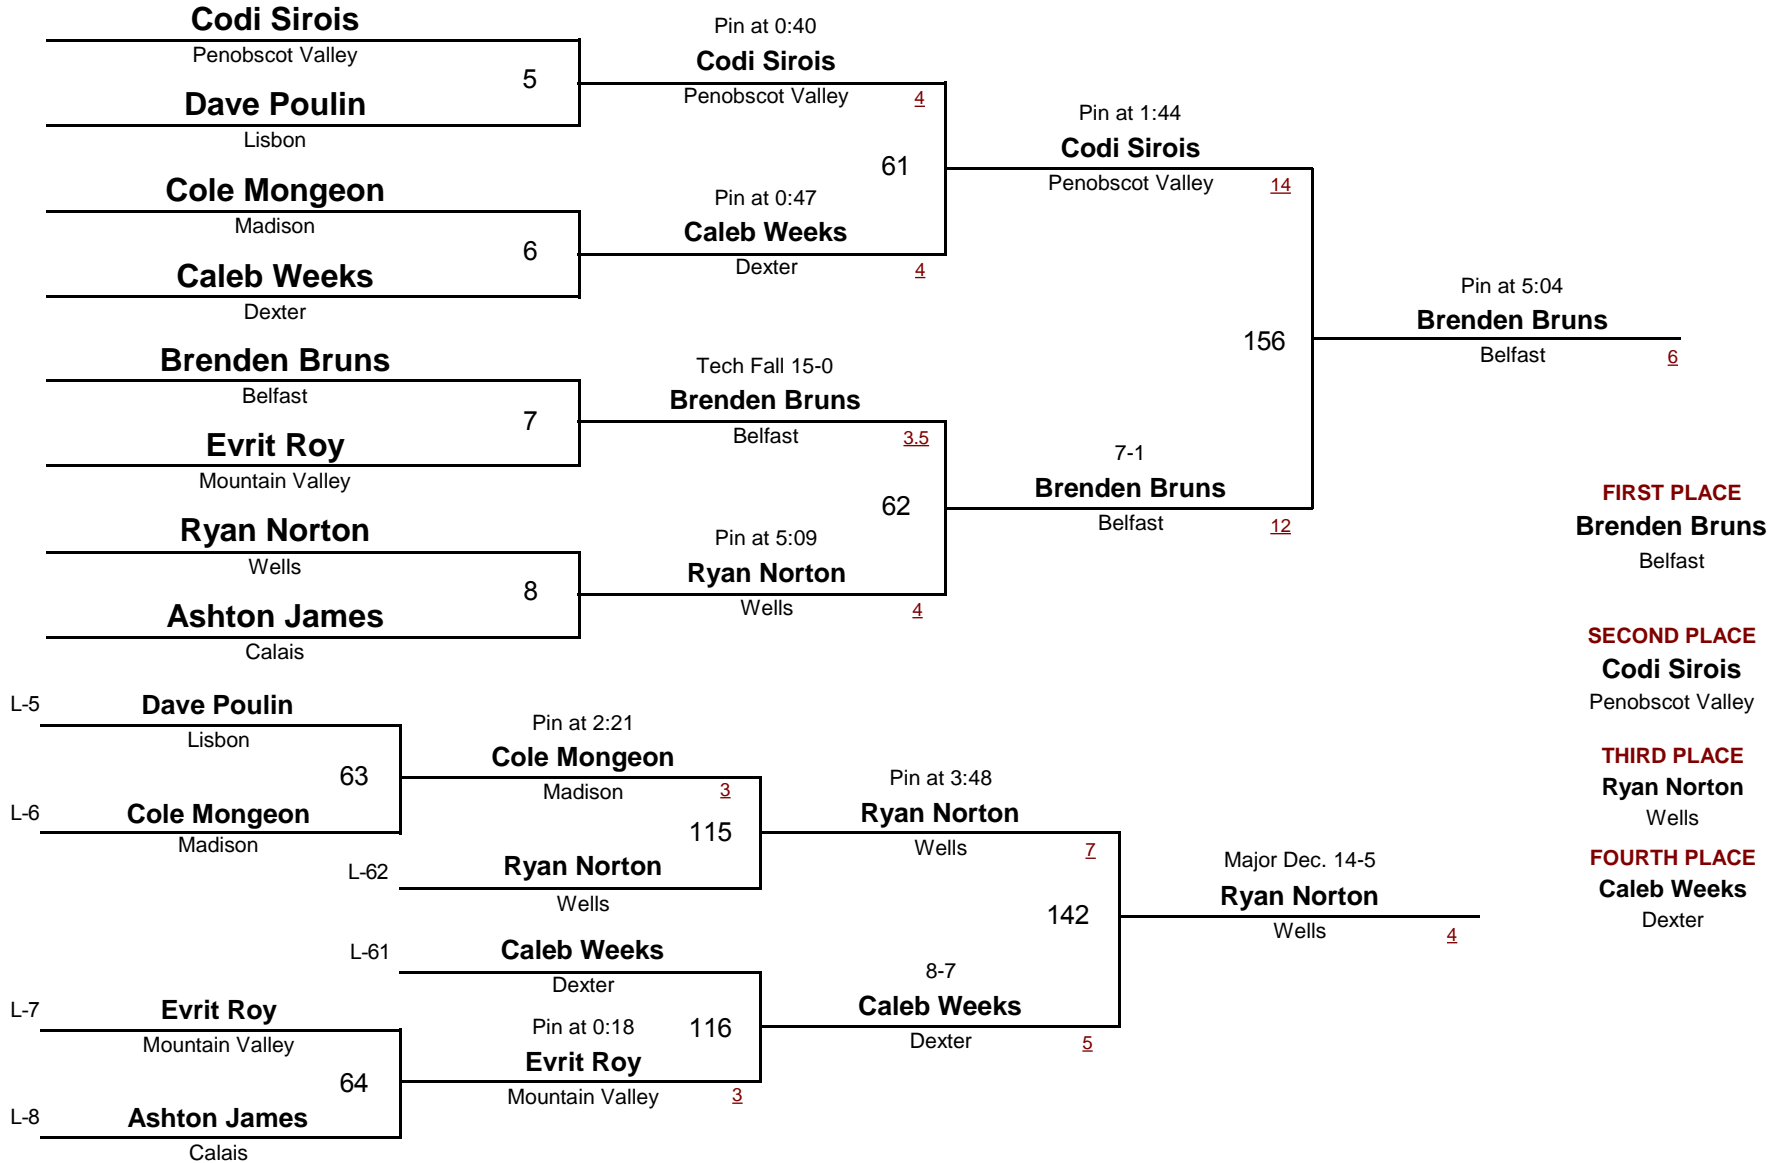 Codi Sirois
Penobscot Valley
5
Dave Poulin
Lisbon
Cole Mongeon
Madison
6
Caleb Weeks
Dexter
Brenden Bruns
Belfast
7
Evrit Roy
Mountain Valley
Ryan Norton
Wells
8
Ashton James
Calais
Pin at 0:40
Codi Sirois
Penobscot Valley
4
61
Pin at 0:47
Caleb Weeks
Dexter
4
Tech Fall 15-0
Brenden Bruns
Belfast
3.5
62
Pin at 5:09
Ryan Norton
Wells
4
Pin at 1:44
Codi Sirois
Penobscot Valley
14
156
7-1
Brenden Bruns
Belfast
12
Pin at 5:04
Brenden Bruns
Belfast
6
FIRST PLACE
Brenden Bruns
Belfast
SECOND PLACE
Codi Sirois
Penobscot Valley
THIRD PLACE
Ryan Norton
Wells
FOURTH PLACE
Caleb Weeks
Dexter
L-5
Dave Poulin
Lisbon
63
L-6
Cole Mongeon
Madison
Pin at 2:21
Cole Mongeon
Madison
3
115
L-62
Ryan Norton
Wells
L-61
Caleb Weeks
Dexter
116
L-7
Evrit Roy
Mountain Valley
64
L-8
Ashton James
Calais
Pin at 0:18
Evrit Roy
Mountain Valley
3
Pin at 3:48
Ryan Norton
Wells
7
142
8-7
Caleb Weeks
Dexter
5
Major Dec. 14-5
Ryan Norton
Wells
4